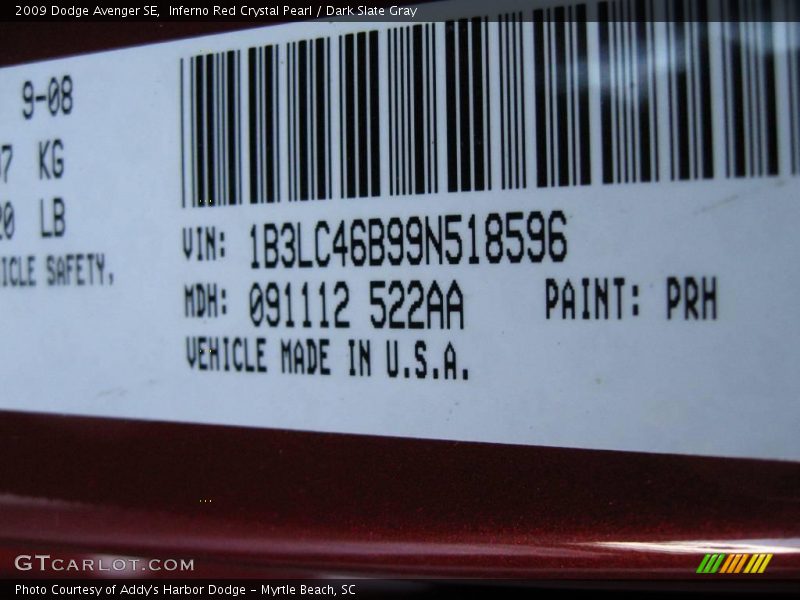 2009 Dodge Avenger SE,  Inferno Red Crystal Pearl / Dark Slate Gray
9-08
7 KG
20 LB
ICLE SAFETY,
VIN: 1B3LC46B99N518596
MDH: 091112 522AA PAINT: PRH
VEHICLE MADE IN U.S.A.
GTCARLOT.COM
Photo Courtesy of Addy's Harbor Dodge - Myrtle Beach, SC